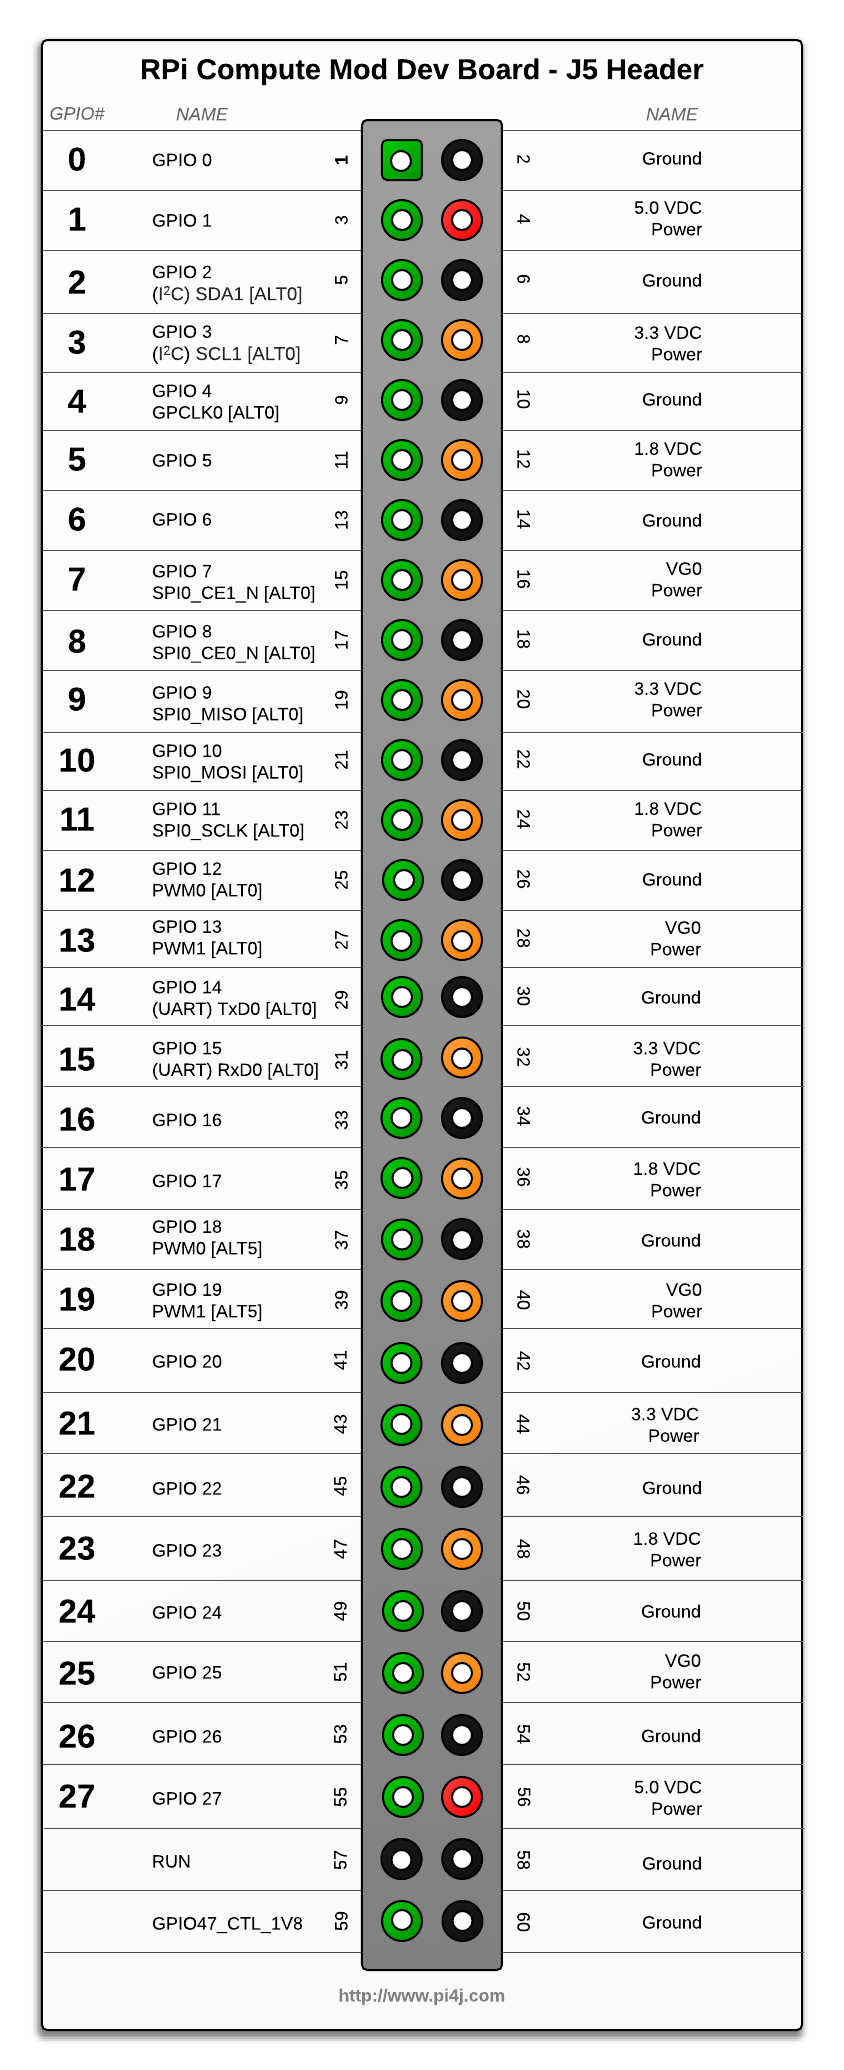 RPi Compute Mod Dev Board - J5 Header
GPIO# NAME NAME
0 GPIO 0 1 2 Ground
1 GPIO 1 3 4 5.0 VDC
Power
2 GPIO 2
(I²C) SDA1 [ALT0] 5 6 Ground
3 GPIO 3
(I²C) SCL1 [ALT0] 7 8 3.3 VDC
Power
4 GPIO 4
GPCLK0 [ALT0] 9 10 Ground
5 GPIO 5 11 12 1.8 VDC
Power
6 GPIO 6 13 14 Ground
7 GPIO 7
SPI0_CE1_N [ALT0] 15 16 VG0
Power
8 GPIO 8
SPI0_CE0_N [ALT0] 17 18 Ground
9 GPIO 9
SPI0_MISO [ALT0] 19 20 3.3 VDC
Power
10 GPIO 10
SPI0_MOSI [ALT0] 21 22 Ground
11 GPIO 11
SPI0_SCLK [ALT0] 23 24 1.8 VDC
Power
12 GPIO 12
PWM0 [ALT0] 25 26 Ground
13 GPIO 13
PWM1 [ALT0] 27 28 VG0
Power
14 GPIO 14
(UART) TxD0 [ALT0] 29 30 Ground
15 GPIO 15
(UART) RxD0 [ALT0] 31 32 3.3 VDC
Power
16 GPIO 16 33 34 Ground
17 GPIO 17 35 36 1.8 VDC
Power
18 GPIO 18
PWM0 [ALT5] 37 38 Ground
19 GPIO 19
PWM1 [ALT5] 39 40 VG0
Power
20 GPIO 20 41 42 Ground
21 GPIO 21 43 44 3.3 VDC
Power
22 GPIO 22 45 46 Ground
23 GPIO 23 47 48 1.8 VDC
Power
24 GPIO 24 49 50 Ground
25 GPIO 25 51 52 VG0
Power
26 GPIO 26 53 54 Ground
27 GPIO 27 55 56 5.0 VDC
Power
RUN 57 58 Ground
GPIO47_CTL_1V8 59 60 Ground
http://www.pi4j.com